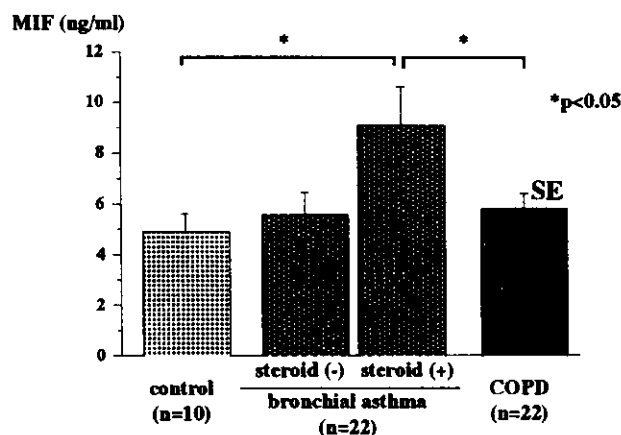 MIF (ng/ml)
12
10
8
6
4
2
0
*
*
*p<0.05
SE
steroid (-)
steroid (+)
control
(n=10)
bronchial asthma
(n=22)
COPD
(n=22)